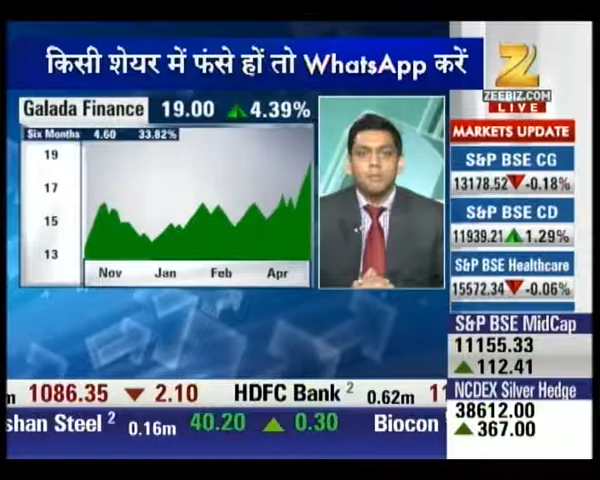 किसी शेयर में फंसे हों तो WhatsApp करें
ZEEBIZ.COM
LIVE
Galada Finance 19.00 4.39%
Six Months 4.60 33.82%
19
17
15
13
Nov Jan Feb Apr
MARKETS UPDATE
S&P BSE CG
13178.52 -0.18%
S&P BSE CD
11939.21 1.29%
S&P BSE Healthcare
15572.34 -0.06%
S&P BSE MidCap
11155.33
112.41
NCDEX Silver Hedge
38612.00
367.00
m 1086.35 2.10 HDFC Bank 2 0.62m 11
shan Steel 2 0.16m 40.20 0.30 Biocon